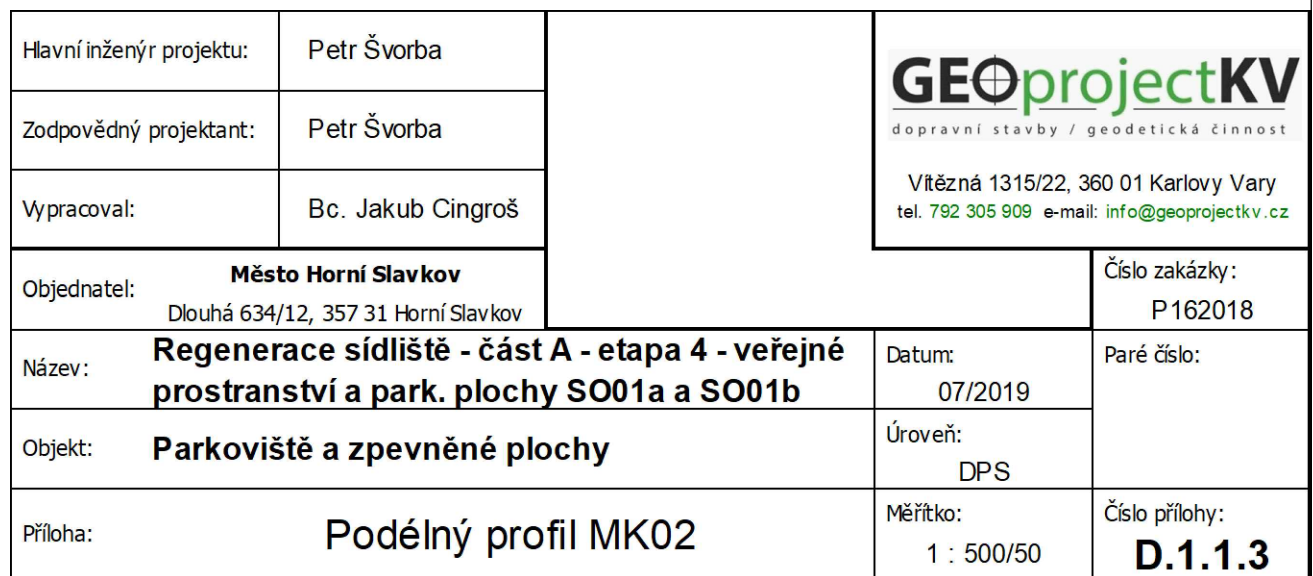 Hlavní inženýr projektu: Petr Švorba
Zodpovědný projektant: Petr Švorba
Vypracoval: Bc. Jakub Cingroš
GEOprojectKV
dopravní stavby / geodetická činnost
Vítězná 1315/22, 360 01 Karlovy Vary
tel. 792 305 909 e-mail: info@geoprojectkv.cz
Objednatel: Město Horní Slavkov
Dlouhá 634/12, 357 31 Horní Slavkov
Číslo zakázky:
P162018
Název: Regenerace sídliště - část A - etapa 4 - veřejné
prostranství a park. plochy SO01a a SO01b
Datum:
07/2019
Paré číslo:
Objekt: Parkoviště a zpevněné plochy
Úroveň:
DPS
Příloha: Podélný profil MK02
Měřítko:
1 : 500/50
Číslo přílohy:
D.1.1.3